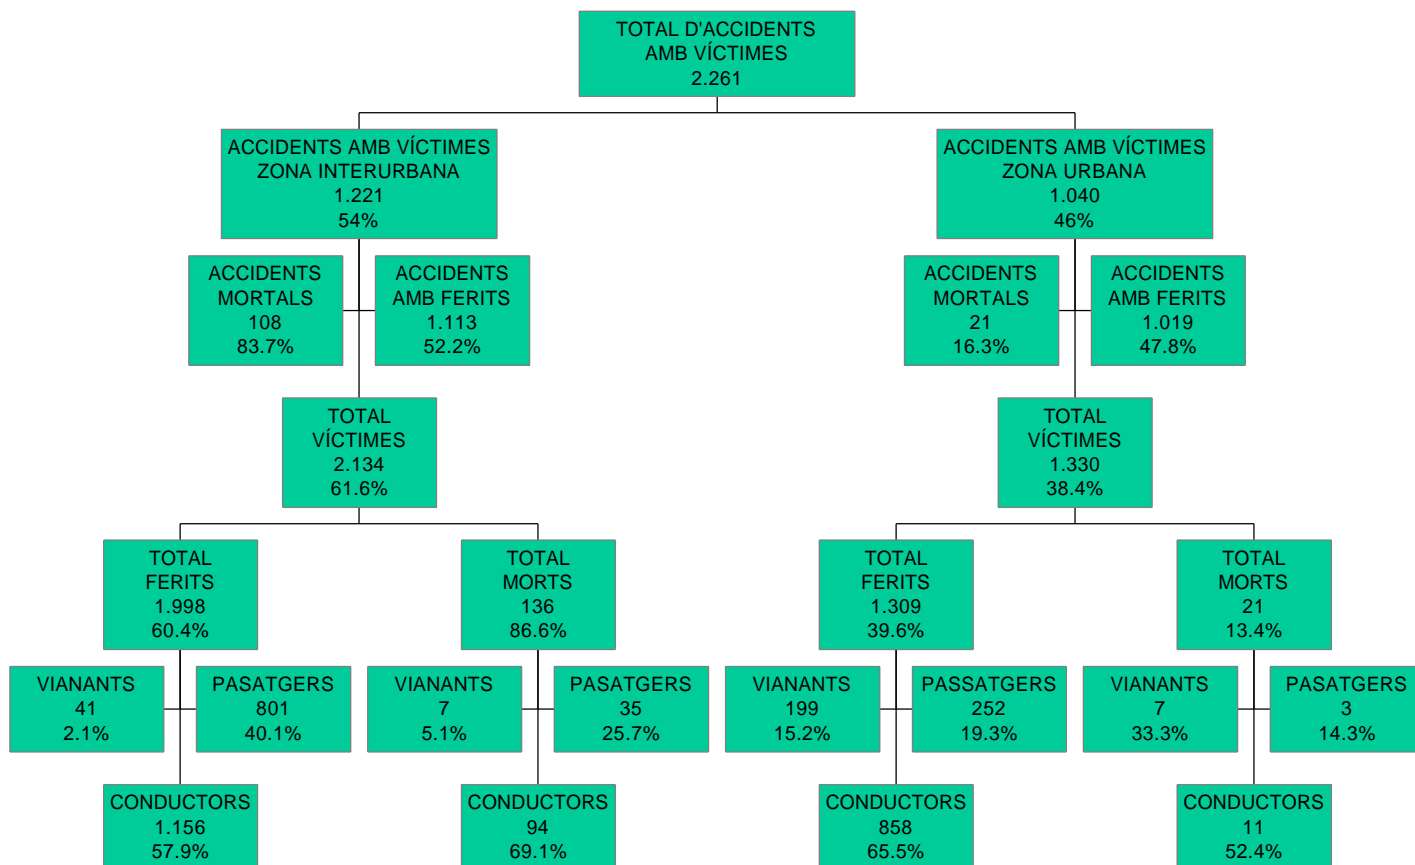 TOTAL D'ACCIDENTS
AMB VÍCTIMES
2.261
ACCIDENTS AMB VÍCTIMES
ZONA INTERURBANA
1.221
54%
ACCIDENTS AMB VÍCTIMES
ZONA URBANA
1.040
46%
ACCIDENTS
MORTALS
108
83.7%
ACCIDENTS
AMB FERITS
1.113
52.2%
ACCIDENTS
MORTALS
21
16.3%
ACCIDENTS
AMB FERITS
1.019
47.8%
TOTAL
VÍCTIMES
2.134
61.6%
TOTAL
VÍCTIMES
1.330
38.4%
TOTAL
FERITS
1.998
60.4%
TOTAL
MORTS
136
86.6%
TOTAL
FERITS
1.309
39.6%
TOTAL
MORTS
21
13.4%
VIANANTS
41
2.1%
PASATGERS
801
40.1%
VIANANTS
7
5.1%
PASATGERS
35
25.7%
VIANANTS
199
15.2%
PASSATGERS
252
19.3%
VIANANTS
7
33.3%
PASATGERS
3
14.3%
CONDUCTORS
1.156
57.9%
CONDUCTORS
94
69.1%
CONDUCTORS
858
65.5%
CONDUCTORS
11
52.4%